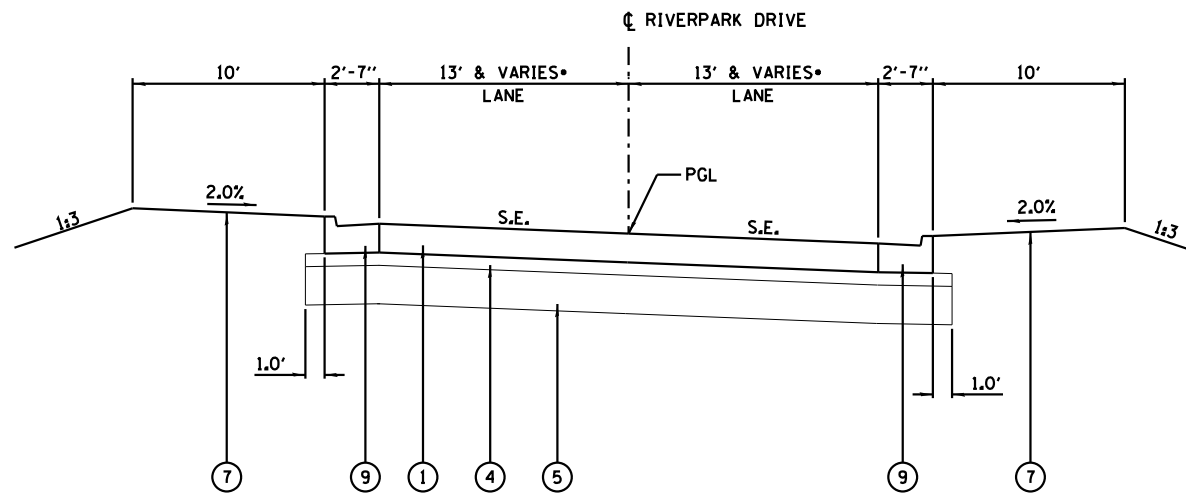 ℄ RIVERPARK DRIVE
10' 2'-7'' 13' & VARIES• 13' & VARIES• 2'-7'' 10'
LANE LANE
PGL
2.0% 2.0%
S.E. S.E.
1:3 1:3
1.0' 1.0'
7 9 1 4 5 9 7